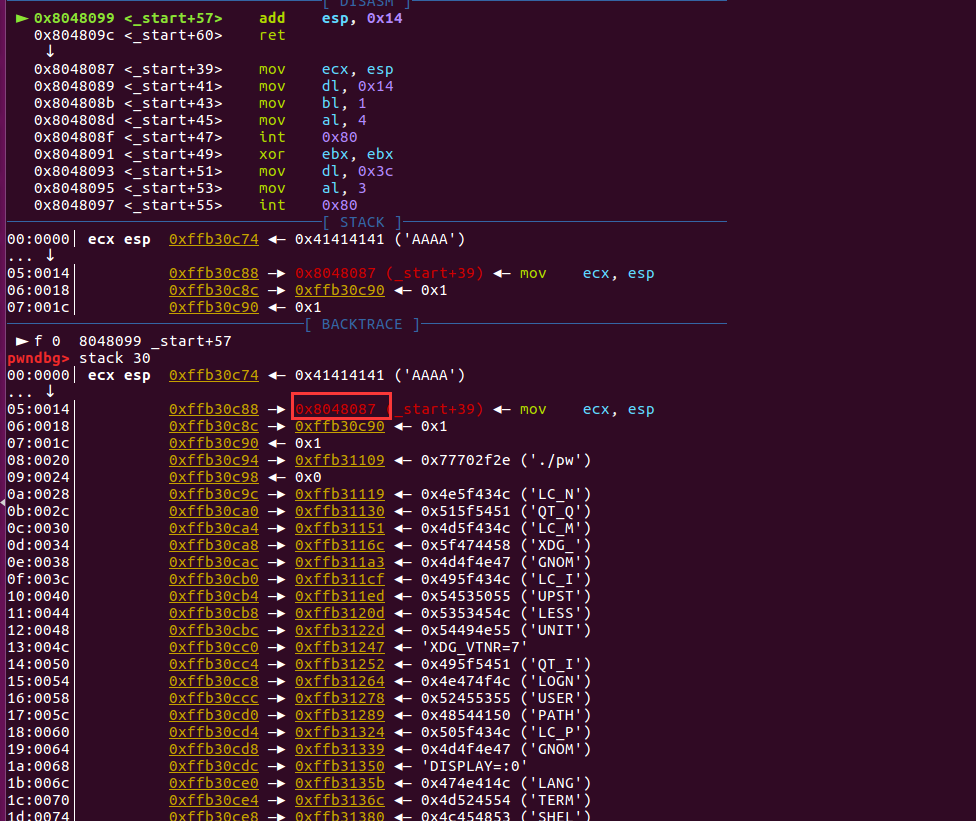 [ DISASM ]
► 0x8048099 <_start+57> add esp, 0x14
0x804809c <_start+60> ret
↓
0x8048087 <_start+39> mov ecx, esp
0x8048089 <_start+41> mov dl, 0x14
0x804808b <_start+43> mov bl, 1
0x804808d <_start+45> mov al, 4
0x804808f <_start+47> int 0x80
0x8048091 <_start+49> xor ebx, ebx
0x8048093 <_start+51> mov dl, 0x3c
0x8048095 <_start+53> mov al, 3
0x8048097 <_start+55> int 0x80
[ STACK ]
00:0000│ ecx esp 0xffb30c74 ◂— 0x41414141 ('AAAA')
... ↓
05:0014│ 0xffb30c88 —▸ 0x8048087 (_start+39) ◂— mov ecx, esp
06:0018│ 0xffb30c8c —▸ 0xffb30c90 ◂— 0x1
07:001c│ 0xffb30c90 ◂— 0x1
[ BACKTRACE ]
► f 0 8048099 _start+57
pwndbg> stack 30
00:0000│ ecx esp 0xffb30c74 ◂— 0x41414141 ('AAAA')
... ↓
05:0014│ 0xffb30c88 —▸ 0x8048087 (_start+39) ◂— mov ecx, esp
06:0018│ 0xffb30c8c —▸ 0xffb30c90 ◂— 0x1
07:001c│ 0xffb30c90 ◂— 0x1
08:0020│ 0xffb30c94 —▸ 0xffb31109 ◂— 0x77702f2e ('./pw')
09:0024│ 0xffb30c98 ◂— 0x0
0a:0028│ 0xffb30c9c —▸ 0xffb31119 ◂— 0x4e5f434c ('LC_N')
0b:002c│ 0xffb30ca0 —▸ 0xffb31130 ◂— 0x515f5451 ('QT_Q')
0c:0030│ 0xffb30ca4 —▸ 0xffb31151 ◂— 0x4d5f434c ('LC_M')
0d:0034│ 0xffb30ca8 —▸ 0xffb3116c ◂— 0x5f474458 ('XDG_')
0e:0038│ 0xffb30cac —▸ 0xffb311a3 ◂— 0x4d4f4e47 ('GNOM')
0f:003c│ 0xffb30cb0 —▸ 0xffb311cf ◂— 0x495f434c ('LC_I')
10:0040│ 0xffb30cb4 —▸ 0xffb311ed ◂— 0x54535055 ('UPST')
11:0044│ 0xffb30cb8 —▸ 0xffb3120d ◂— 0x5353454c ('LESS')
12:0048│ 0xffb30cbc —▸ 0xffb3122d ◂— 0x54494e55 ('UNIT')
13:004c│ 0xffb30cc0 —▸ 0xffb31247 ◂— 'XDG_VTNR=7'
14:0050│ 0xffb30cc4 —▸ 0xffb31252 ◂— 0x495f5451 ('QT_I')
15:0054│ 0xffb30cc8 —▸ 0xffb31264 ◂— 0x4e474f4c ('LOGN')
16:0058│ 0xffb30ccc —▸ 0xffb31278 ◂— 0x52455355 ('USER')
17:005c│ 0xffb30cd0 —▸ 0xffb31289 ◂— 0x48544150 ('PATH')
18:0060│ 0xffb30cd4 —▸ 0xffb31324 ◂— 0x505f434c ('LC_P')
19:0064│ 0xffb30cd8 —▸ 0xffb31339 ◂— 0x4d4f4e47 ('GNOM')
1a:0068│ 0xffb30cdc —▸ 0xffb31350 ◂— 'DISPLAY=:0'
1b:006c│ 0xffb30ce0 —▸ 0xffb3135b ◂— 0x474e414c ('LANG')
1c:0070│ 0xffb30ce4 —▸ 0xffb3136c ◂— 0x4d524554 ('TERM')
1d:0074│ 0xffb30ce8 —▸ 0xffb31380 ◂— 0x4c454853 ('SHEL')